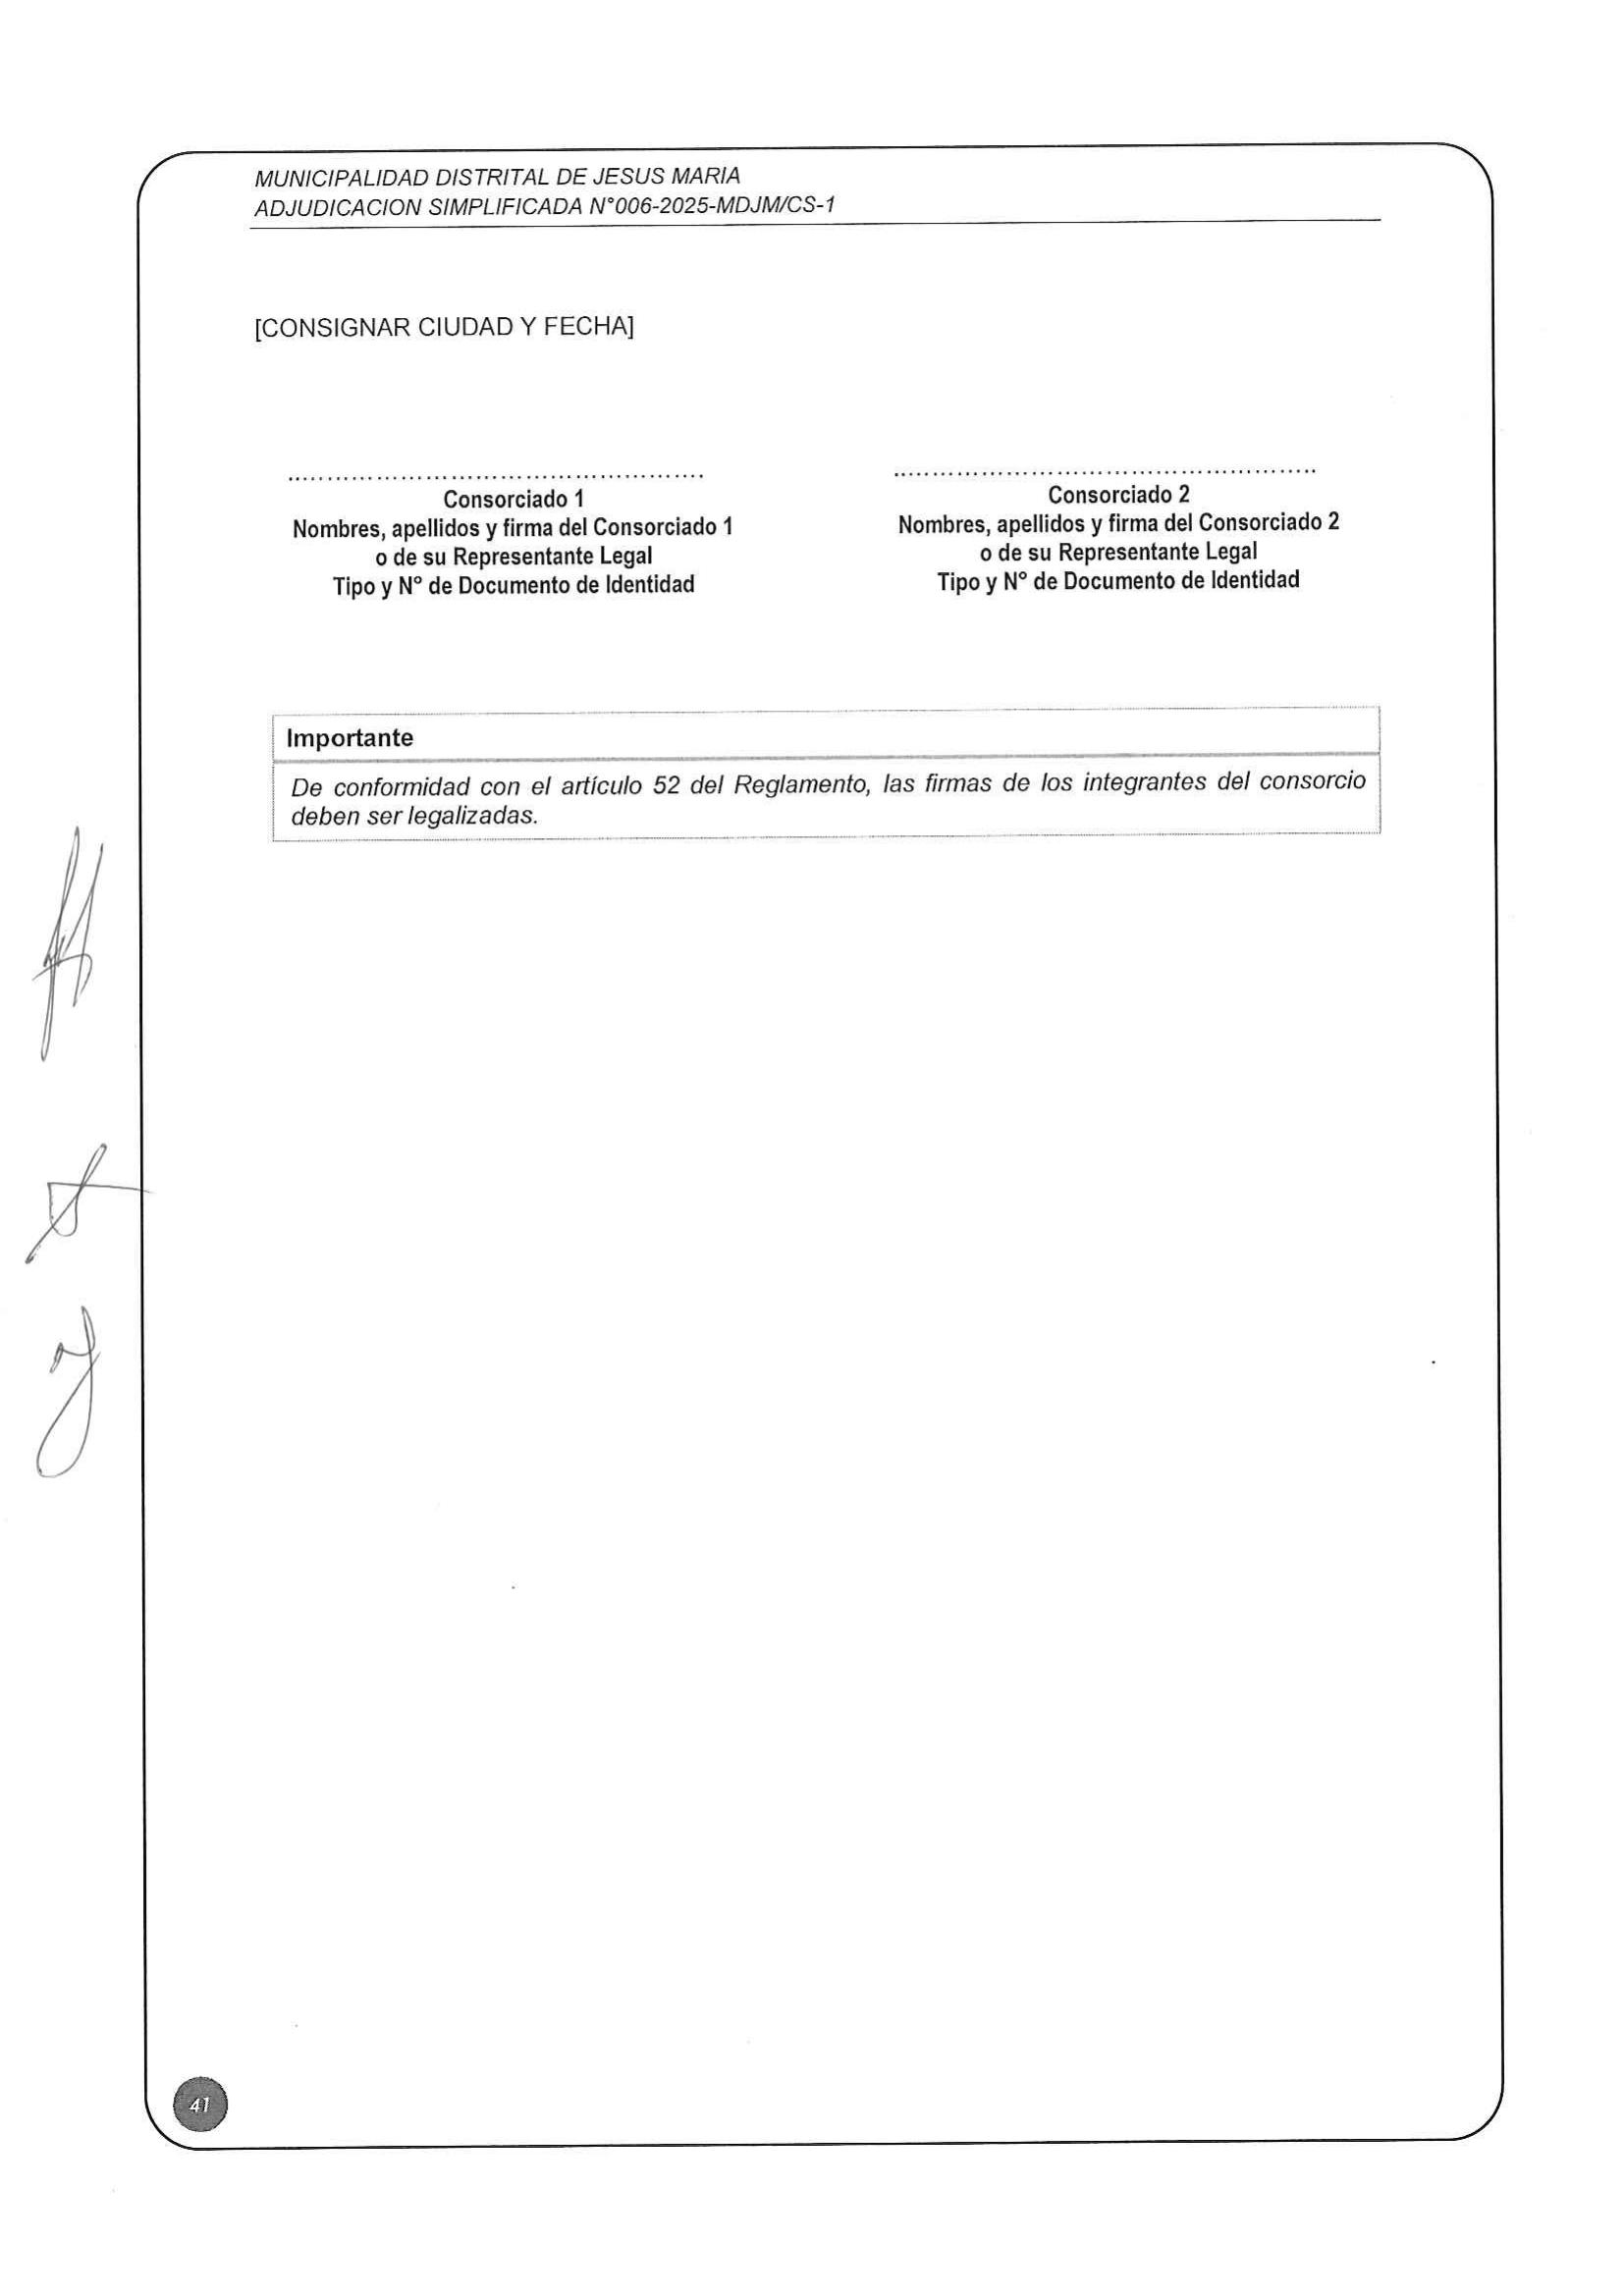 MUNICIPALIDAD DISTRITAL DE JESUS MARIA
ADJUDICACION SIMPLIFICADA N°006-2025-MDJM/CS-1
[CONSIGNAR CIUDAD Y FECHA]
Consorciado 1
Nombres, apellidos y firma del Consorciado 1
o de su Representante Legal
Tipo y N° de Documento de Identidad
Consorciado 2
Nombres, apellidos y firma del Consorciado 2
o de su Representante Legal
Tipo y N° de Documento de Identidad
Importante
De conformidad con el artículo 52 del Reglamento, las firmas de los integrantes del consorcio
deben ser legalizadas.
41